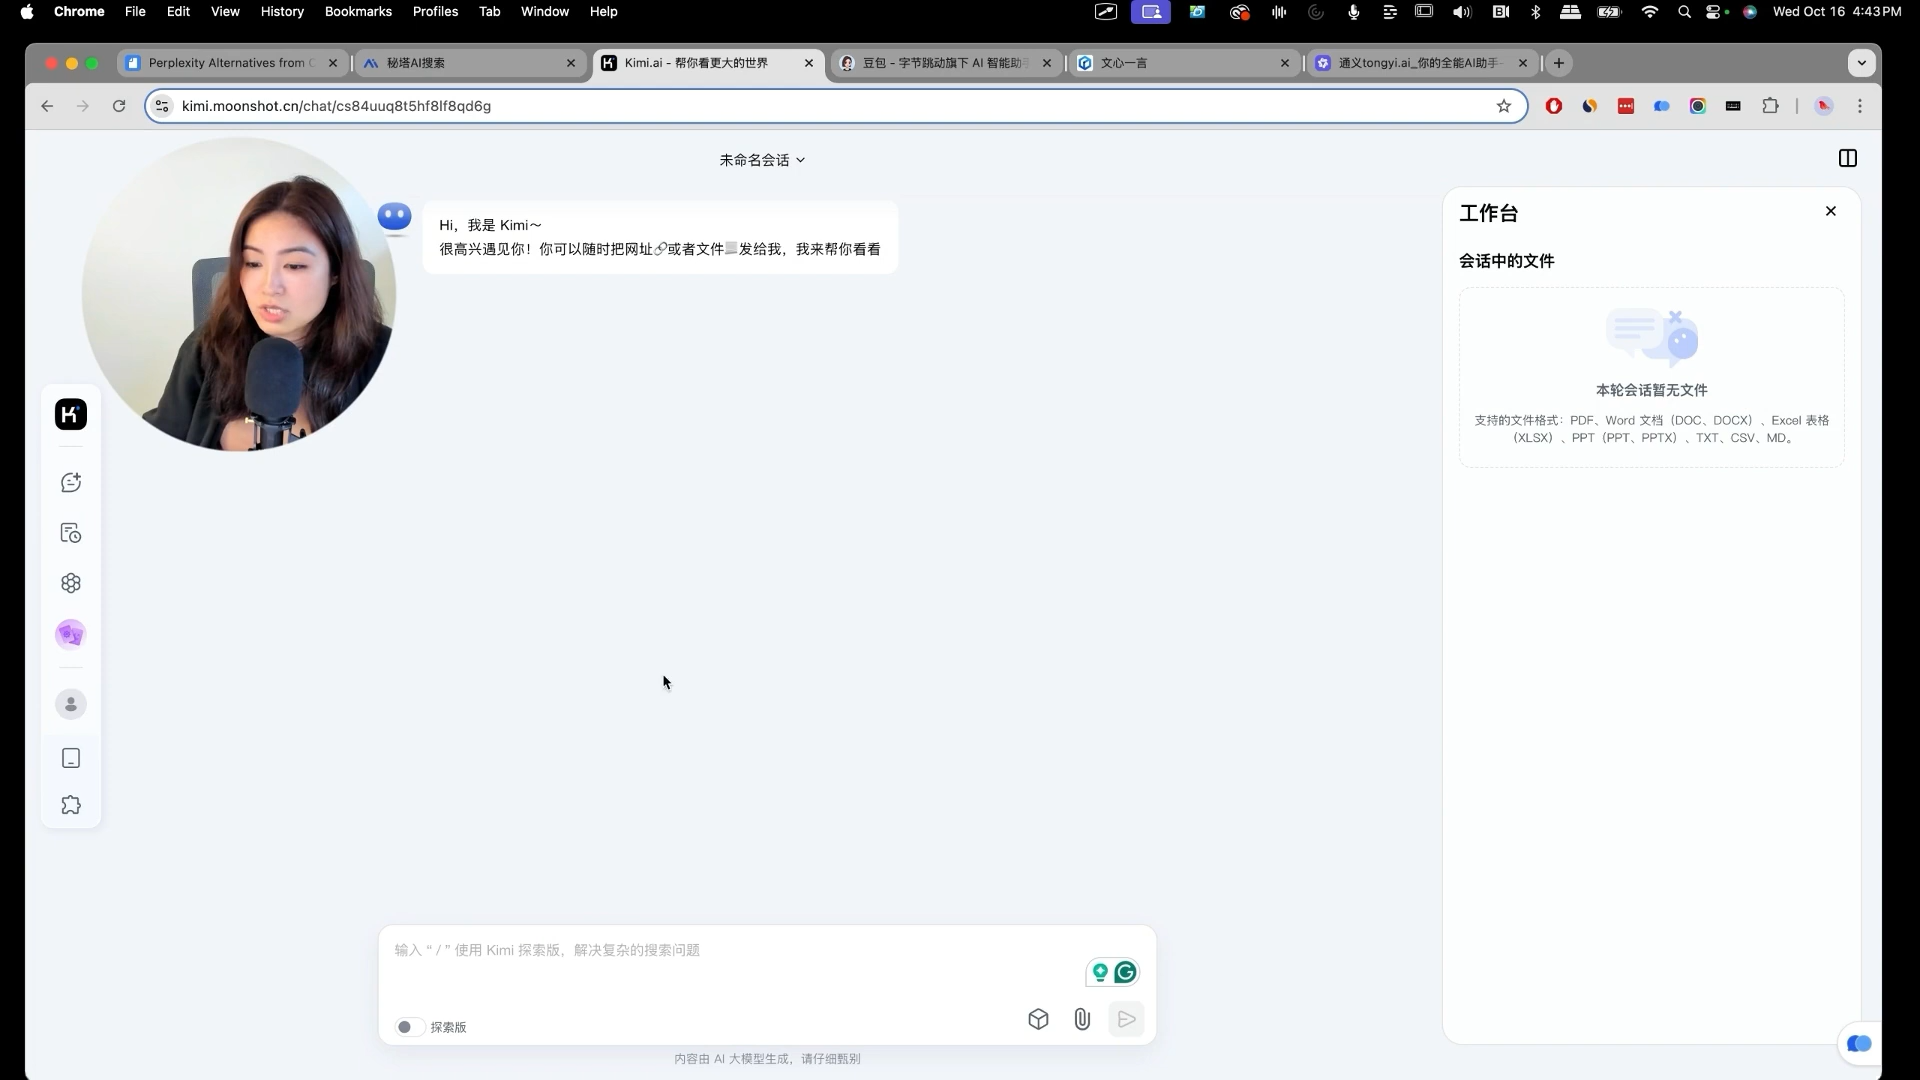 Chrome File Edit View History Bookmarks Profiles Tab Window Help
Wed Oct 16 4:43 PM
Perplexity Alternatives from C
秘塔AI搜索
Kimi.ai - 帮你看更大的世界
豆包 - 字节跳动旗下 AI 智能助手
文心一言
通义tongyi.ai_你的全能AI助手-
kimi.moonshot.cn/chat/cs84uuq8t5hf8lf8qd6g
未命名会话
Hi，我是 Kimi～
很高兴遇见你！你可以随时把网址🔗或者文件📃发给我，我来帮你看看
工作台
会话中的文件
本轮会话暂无文件
支持的文件格式：PDF、Word 文档（DOC、DOCX）、Excel 表格
（XLSX）、PPT（PPT、PPTX）、TXT、CSV、MD。
输入 “ / ” 使用 Kimi 探索版，解决复杂的搜索问题
探索版
内容由 AI 大模型生成，请仔细甄别